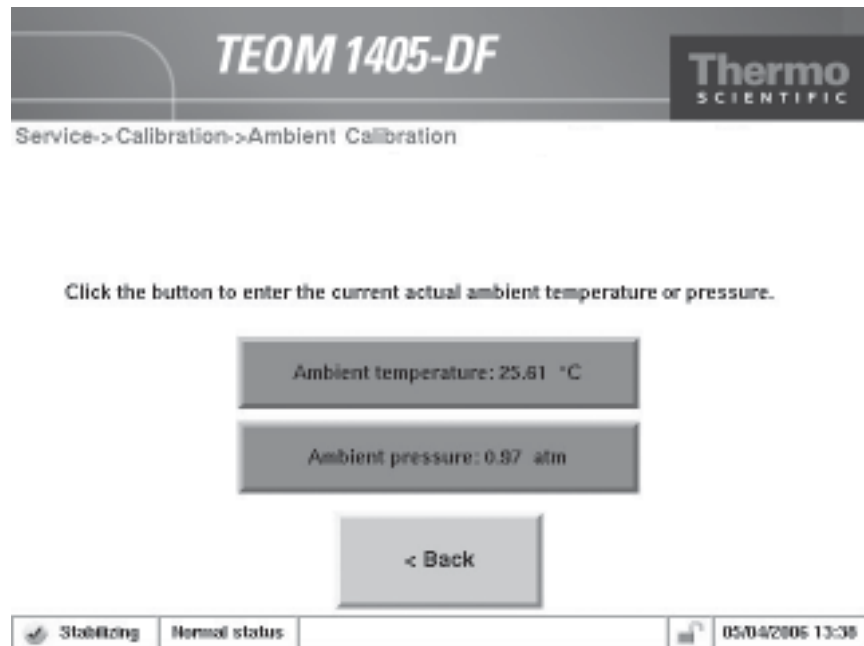 TEOM 1405-DF
Thermo
SCIENTIFIC
Service->Calibration->Ambient Calibration
Click the button to enter the current actual ambient temperature or pressure.
Ambient temperature: 25.61 °C
Ambient pressure: 0.97 atm
< Back
Stabilizing
Normal status
05/04/2006 13:38